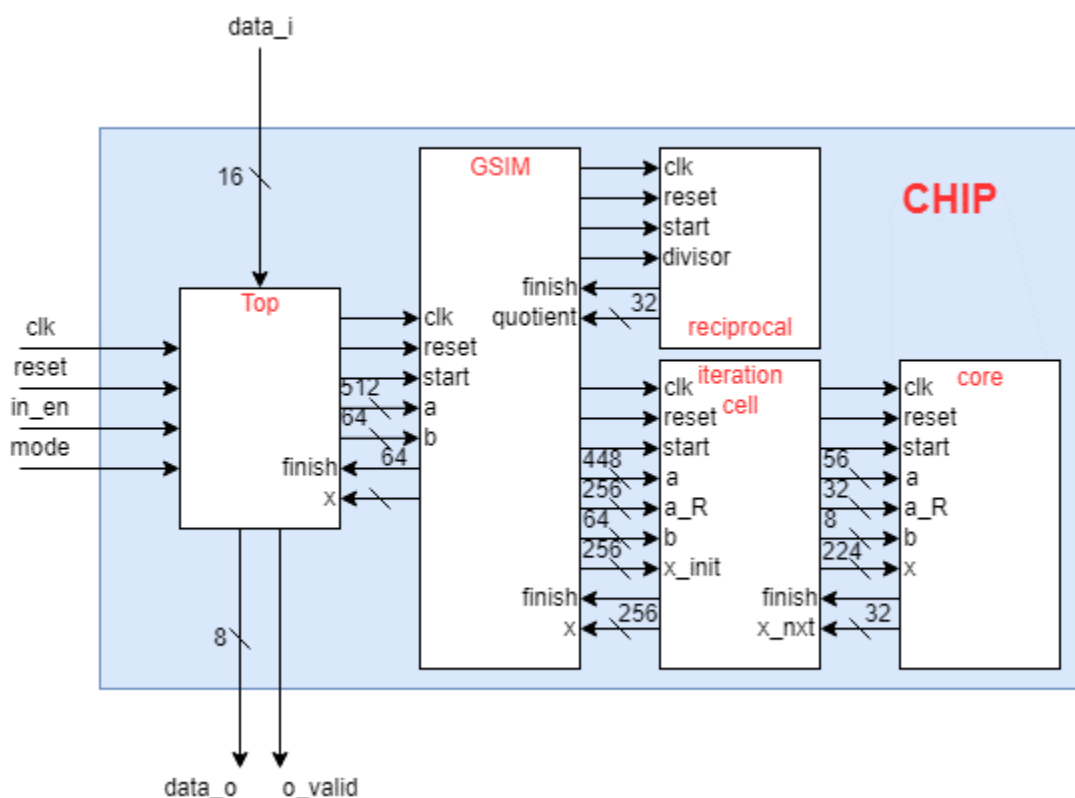 data_i
16
GSIM
clk
reset
start
divisor
finish
32
quotient
reciprocal
CHIP
Top
clk
reset
in_en
mode
clk
reset
start
512
a
64
b
finish
64
x
iteration
cell
clk
reset
start
448
a
256
a_R
64
b
256
x_init
finish
256
x
core
clk
reset
start
56
a
32
a_R
8
b
224
x
finish
32
x_nxt
8
data_o
o_valid